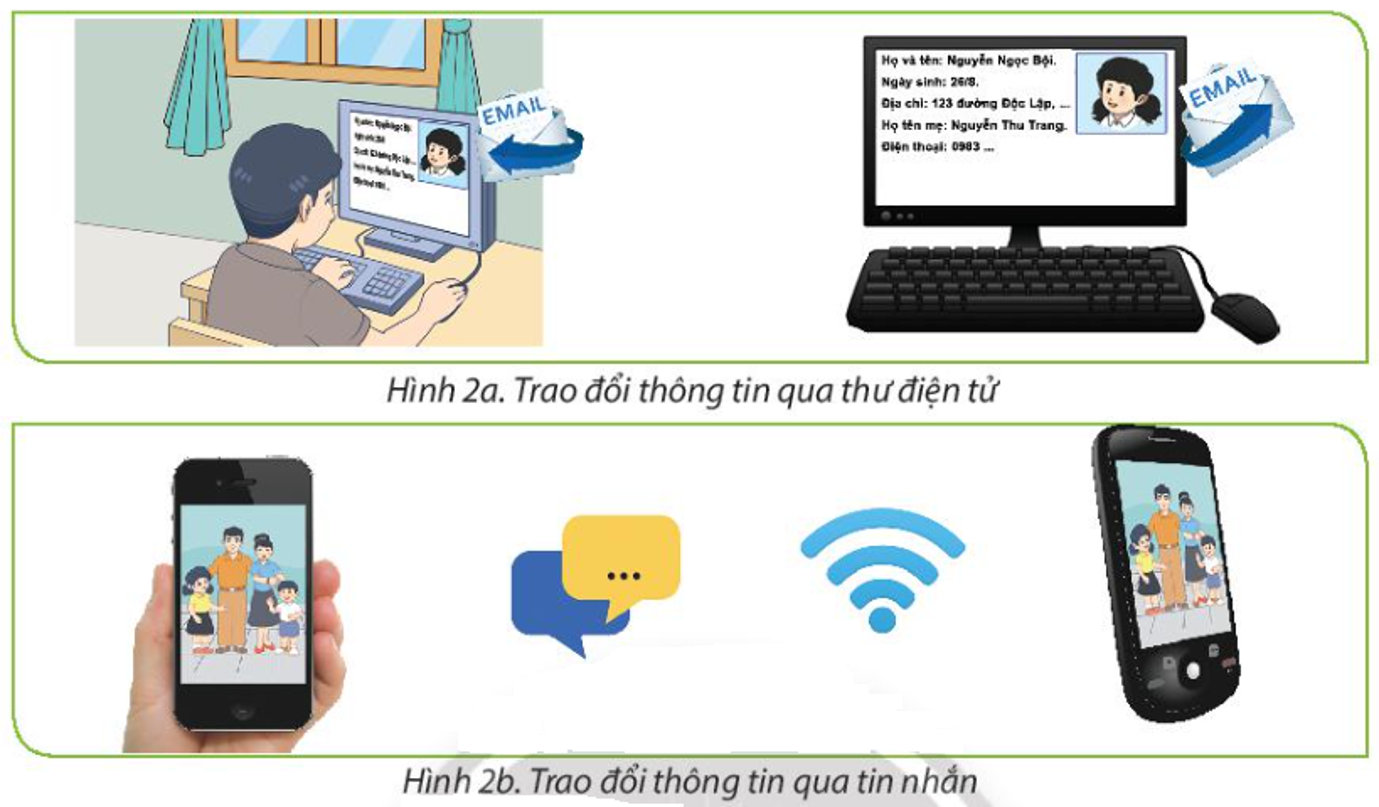 EMAIL
Họ và tên: Nguyễn Ngọc Bội.
Ngày sinh: 26/8.
Địa chỉ: 123 đường Độc Lập, ...
Họ tên mẹ: Nguyễn Thu Trang.
Điện thoại: 0983 ...
EMAIL
Hình 2a. Trao đổi thông tin qua thư điện tử
...
Hình 2b. Trao đổi thông tin qua tin nhắn